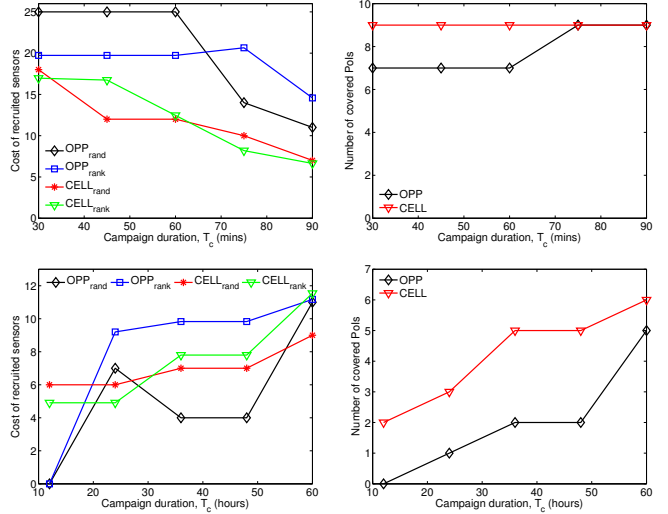 25
20
15
10
5
0
Cost of recruited sensors
OPP_rand
OPP_rank
CELL_rand
CELL_rank
30 40 50 60 70 80 90
Campaign duration, T_c (mins)
10
8
6
4
2
0
Number of covered PoIs
OPP
CELL
30 40 50 60 70 80 90
Campaign duration, T_c (mins)
12
10
8
6
4
2
0
Cost of recruited sensors
OPP_rand OPP_rank CELL_rand CELL_rank
10 20 30 40 50 60
Campaign duration, T_c (hours)
7
6
5
4
3
2
1
0
Number of covered PoIs
OPP
CELL
10 20 30 40 50 60
Campaign duration, T_c (hours)